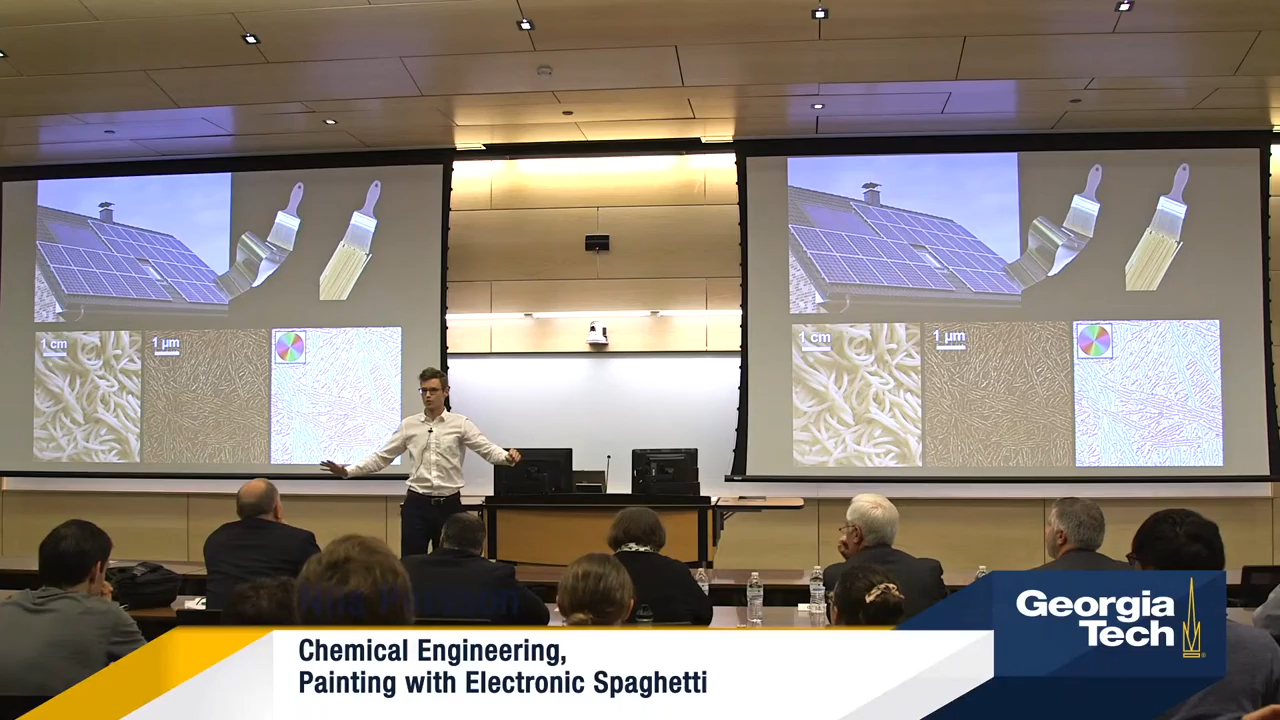 1 cm
1 µm
1 cm
1 µm
Chemical Engineering,
Painting with Electronic Spaghetti
Georgia
Tech